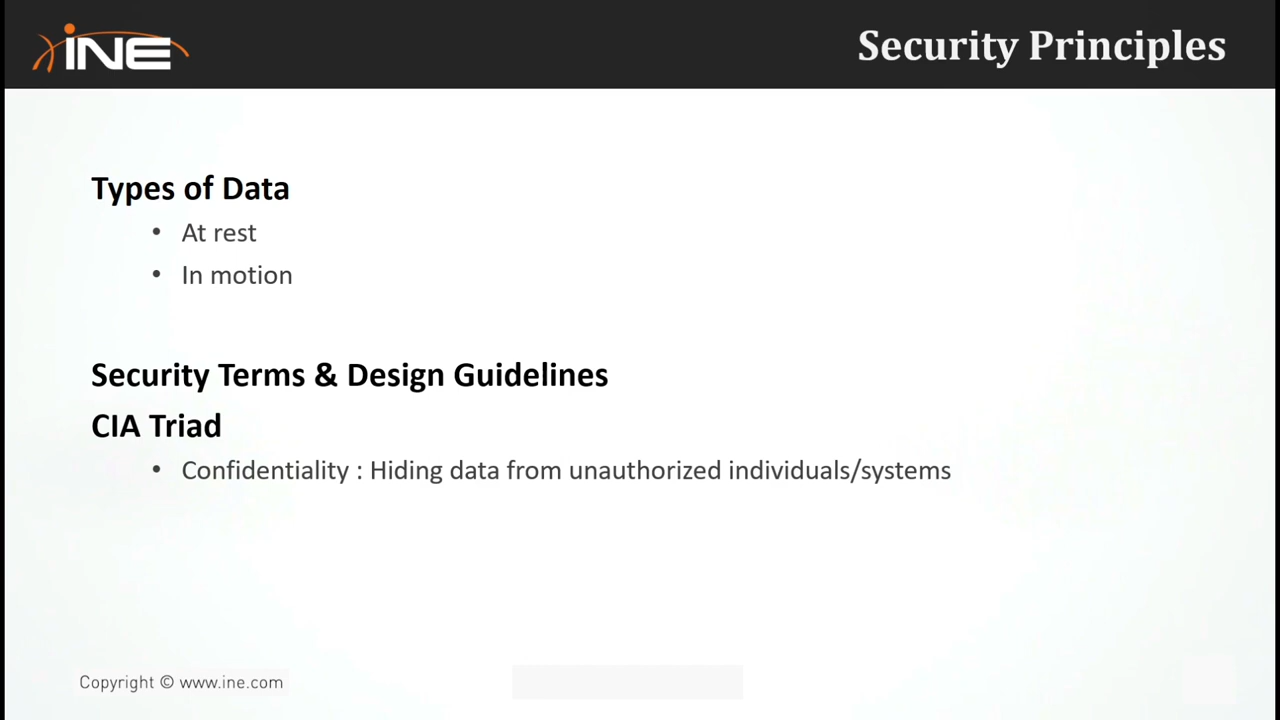 INE
Security Principles
Types of Data
• At rest
• In motion
Security Terms & Design Guidelines
CIA Triad
• Confidentiality : Hiding data from unauthorized individuals/systems
Copyright © www.ine.com